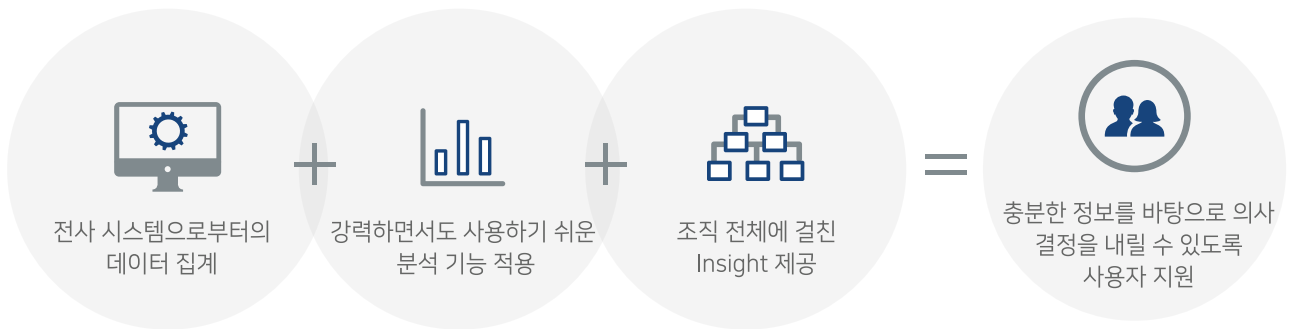 전사 시스템으로부터의
데이터 집계
강력하면서도 사용하기 쉬운
분석 기능 적용
조직 전체에 걸친
Insight 제공
충분한 정보를 바탕으로 의사
결정을 내릴 수 있도록
사용자 지원